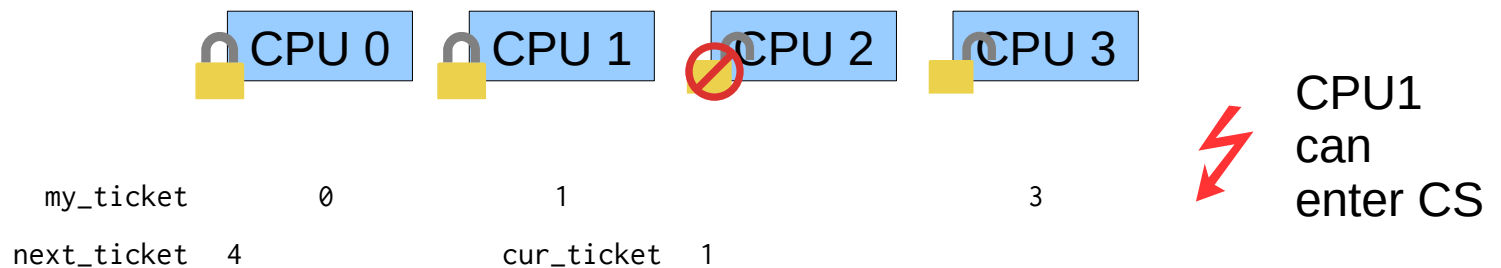 CPU 0 CPU 1 CPU 2 CPU 3
CPU1
can
enter CS
my_ticket 0 1 3
next_ticket 4 cur_ticket 1